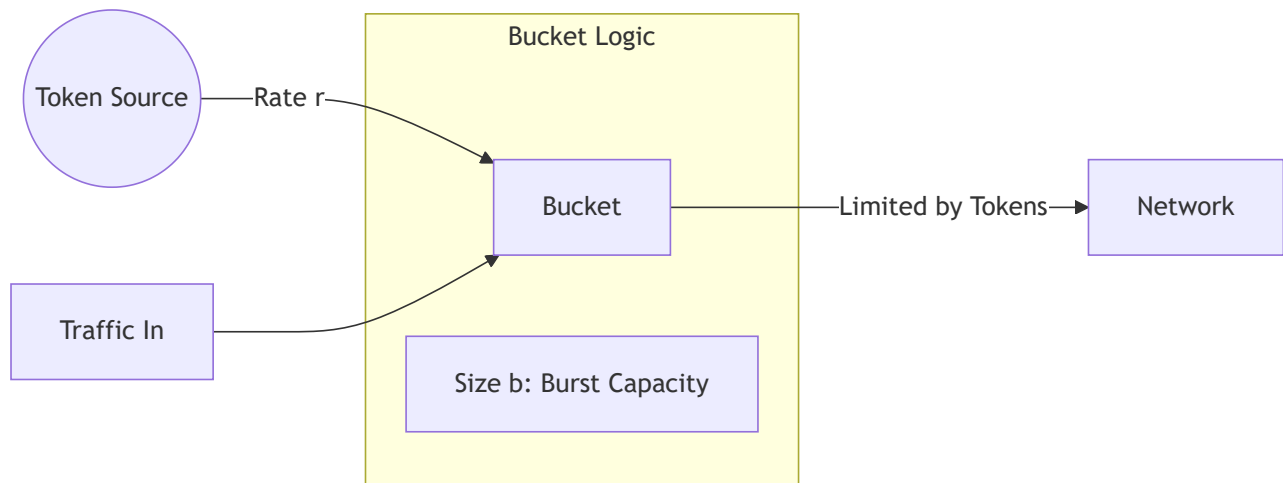 Bucket Logic
Token Source
Rate r
Bucket
Limited by Tokens
Network
Traffic In
Size b: Burst Capacity